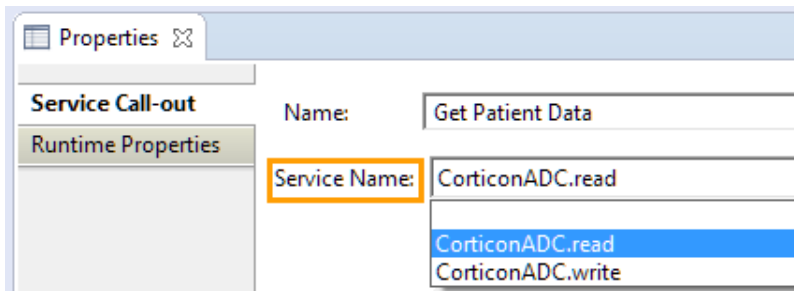 Properties
Service Call-out
Name: Get Patient Data
Runtime Properties
Service Name: CorticonADC.read
CorticonADC.read
CorticonADC.write